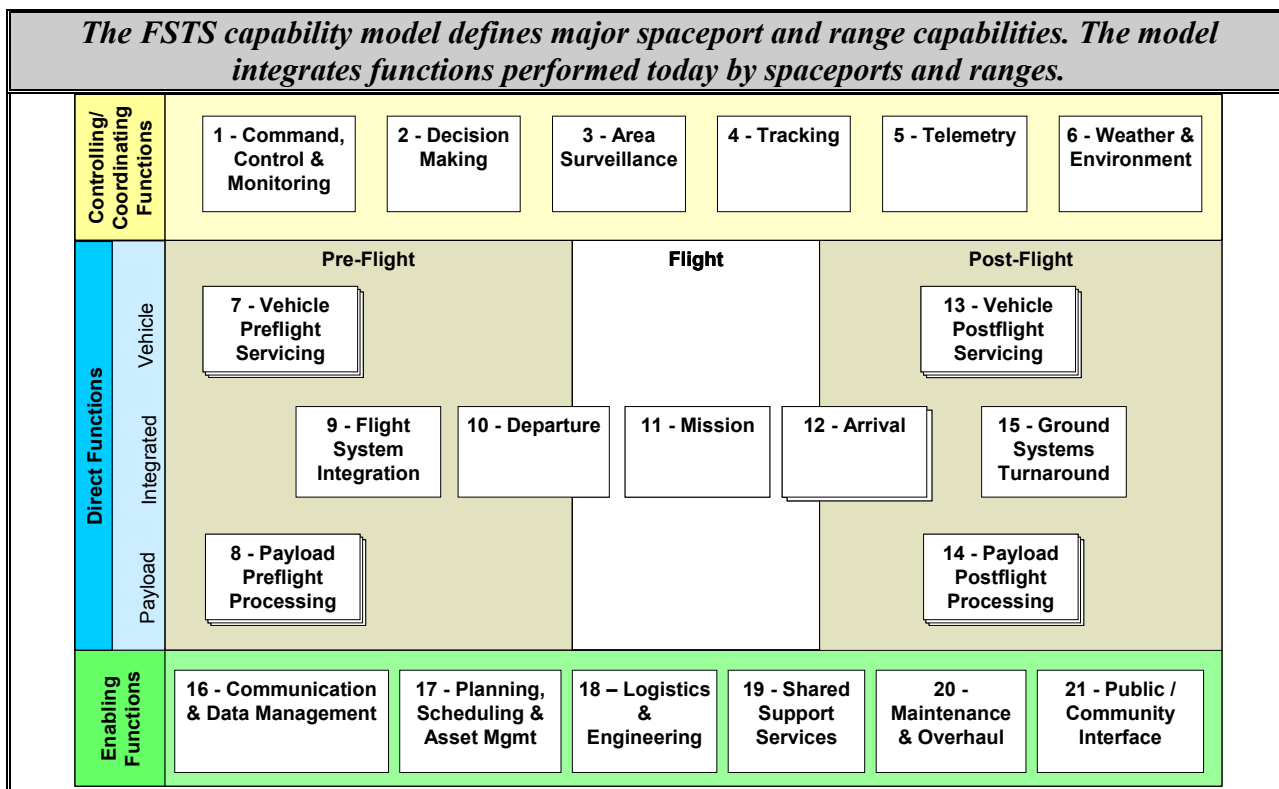 The FSTS capability model defines major spaceport and range capabilities. The model
integrates functions performed today by spaceports and ranges.
Controlling/
Coordinating
Functions
1 - Command,
Control &
Monitoring
2 - Decision
Making
3 - Area
Surveillance
4 - Tracking
5 - Telemetry
6 - Weather &
Environment
Direct Functions
Pre-Flight
Flight
Post-Flight
Vehicle
7 - Vehicle
Preflight
Servicing
13 - Vehicle
Postflight
Servicing
Integrated
9 - Flight
System
Integration
10 - Departure
11 - Mission
12 - Arrival
15 - Ground
Systems
Turnaround
Payload
8 - Payload
Preflight
Processing
14 - Payload
Postflight
Processing
Enabling
Functions
16 - Communication
& Data Management
17 - Planning,
Scheduling &
Asset Mgmt
18 – Logistics
&
Engineering
19 - Shared
Support
Services
20 -
Maintenance
& Overhaul
21 - Public /
Community
Interface